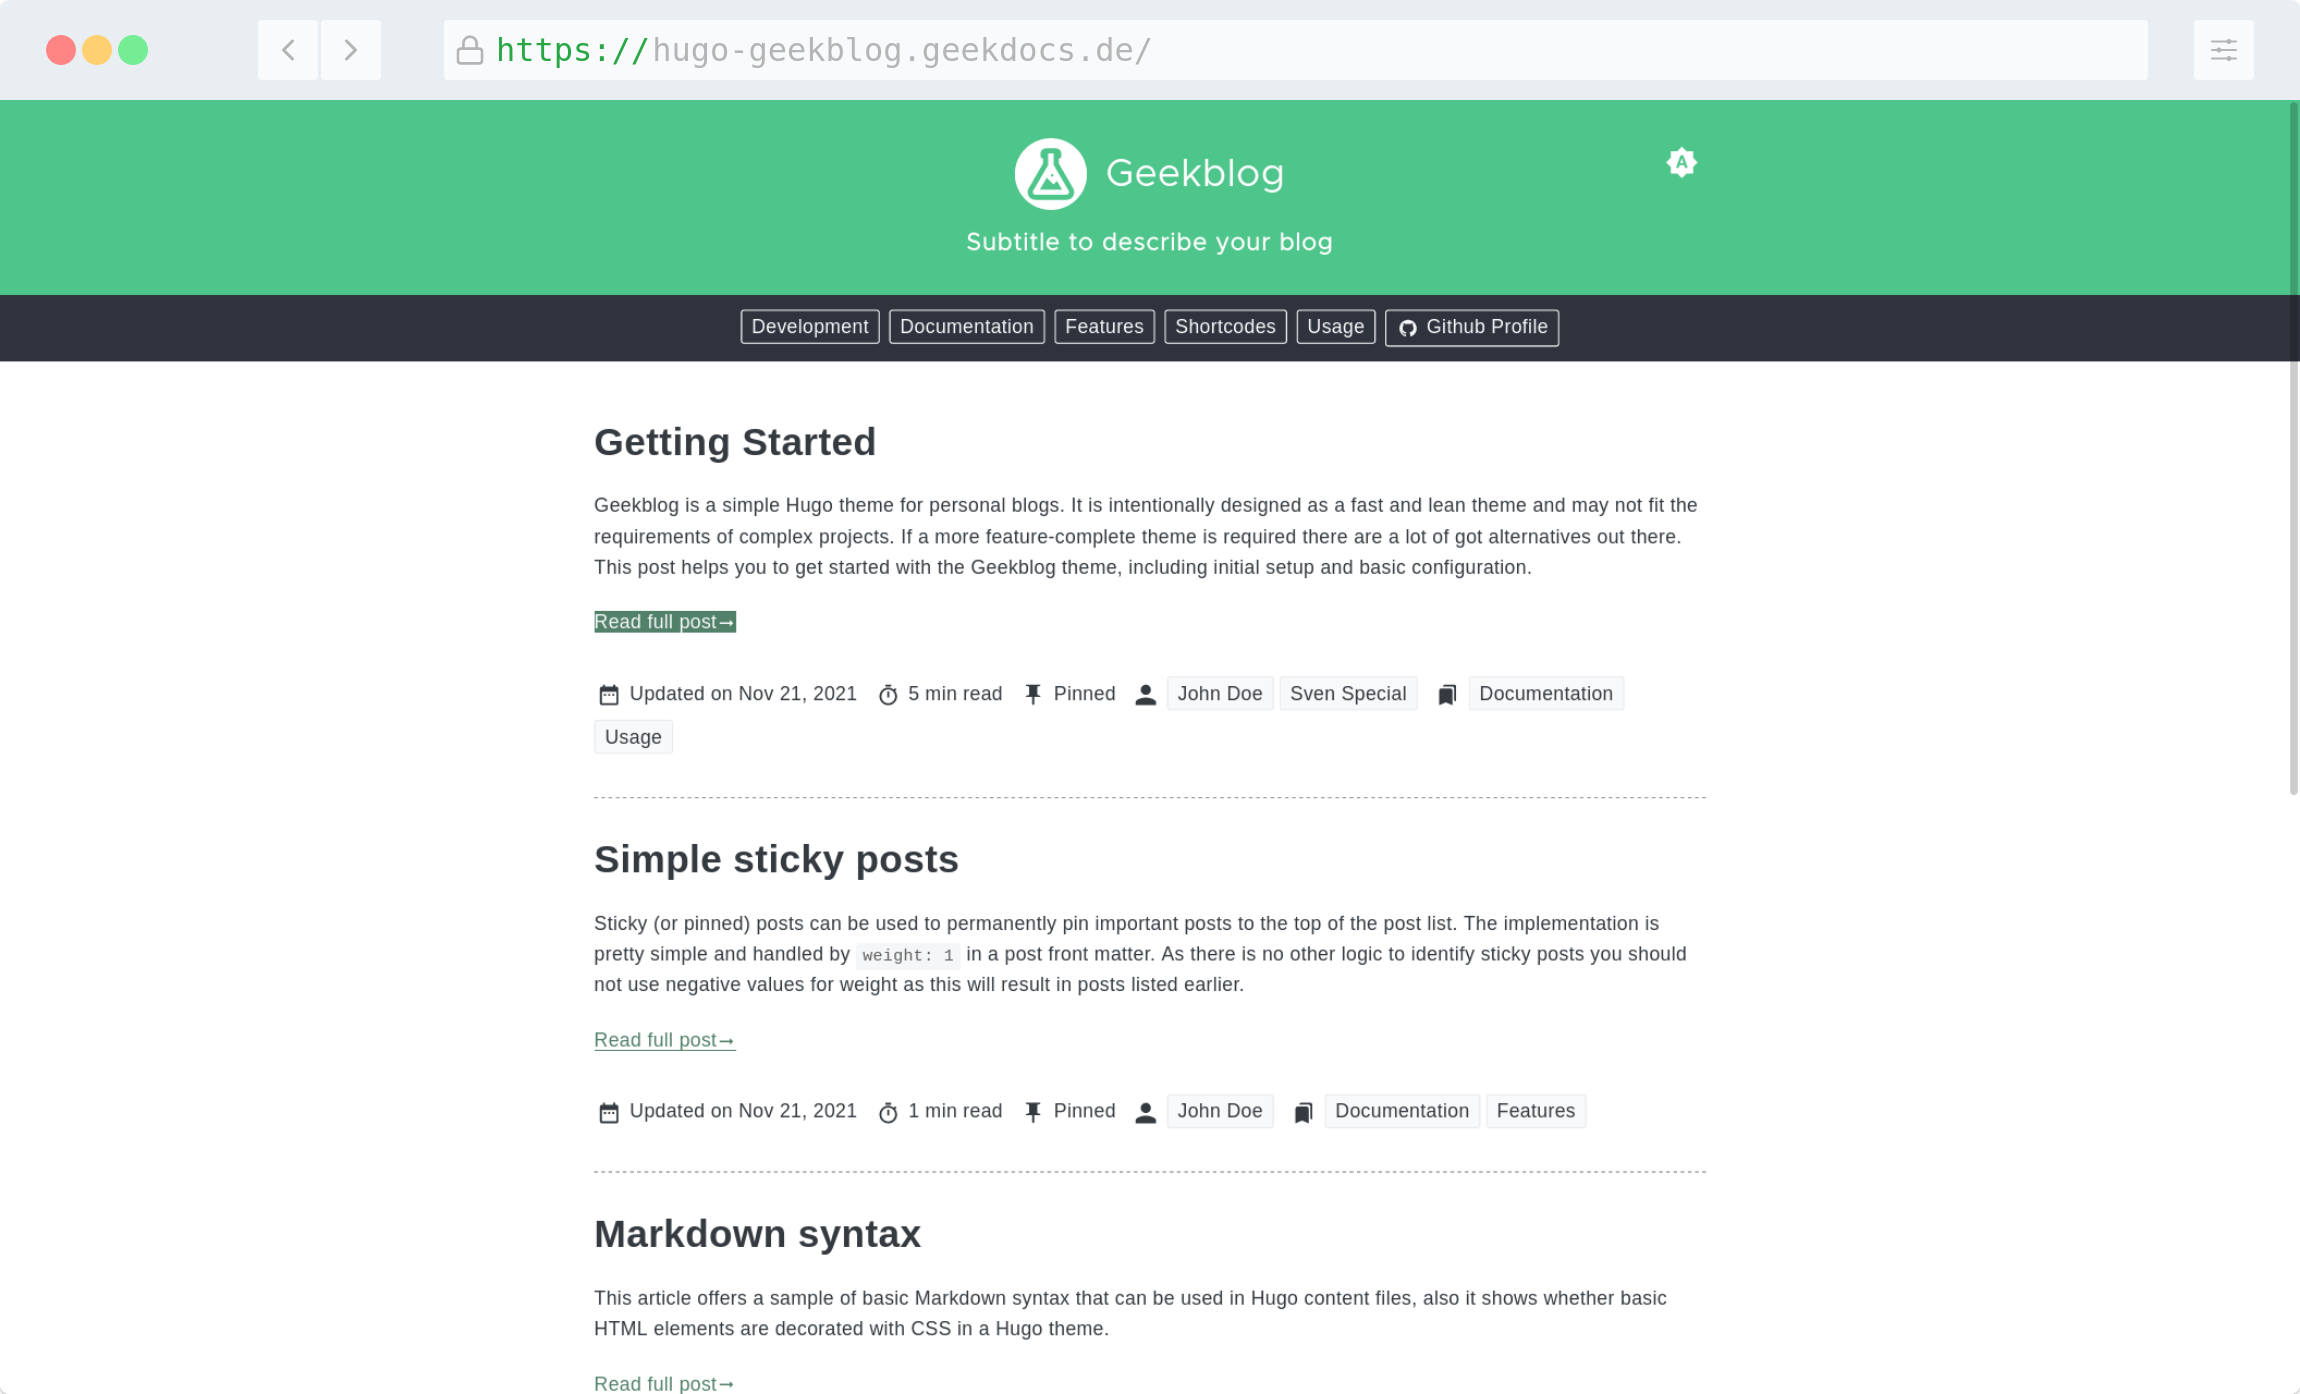 https://hugo-geekblog.geekdocs.de/
Geekblog
A
Subtitle to describe your blog
Development Documentation Features Shortcodes Usage Github Profile
Getting Started
Geekblog is a simple Hugo theme for personal blogs. It is intentionally designed as a fast and lean theme and may not fit the
requirements of complex projects. If a more feature-complete theme is required there are a lot of got alternatives out there.
This post helps you to get started with the Geekblog theme, including initial setup and basic configuration.
Read full post→
Updated on Nov 21, 2021 5 min read Pinned John Doe Sven Special Documentation
Usage
Simple sticky posts
Sticky (or pinned) posts can be used to permanently pin important posts to the top of the post list. The implementation is
pretty simple and handled by weight: 1 in a post front matter. As there is no other logic to identify sticky posts you should
not use negative values for weight as this will result in posts listed earlier.
Read full post→
Updated on Nov 21, 2021 1 min read Pinned John Doe Documentation Features
Markdown syntax
This article offers a sample of basic Markdown syntax that can be used in Hugo content files, also it shows whether basic
HTML elements are decorated with CSS in a Hugo theme.
Read full post→